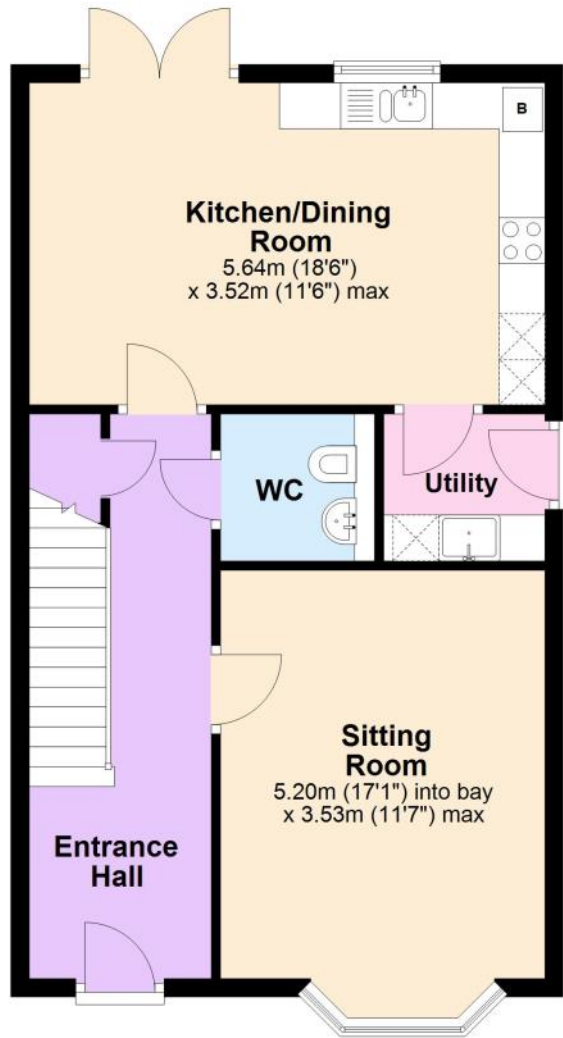 B
Kitchen/Dining
Room
5.64m (18'6")
x 3.52m (11'6") max
WC
Utility
Sitting
Room
5.20m (17'1") into bay
x 3.53m (11'7") max
Entrance
Hall